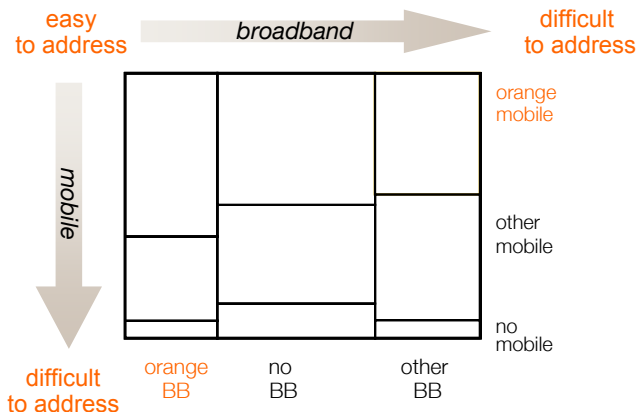 easy
to address
broadband
difficult
to address
orange
mobile
mobile
other
mobile
no
mobile
difficult
to address
orange
BB
no
BB
other
BB